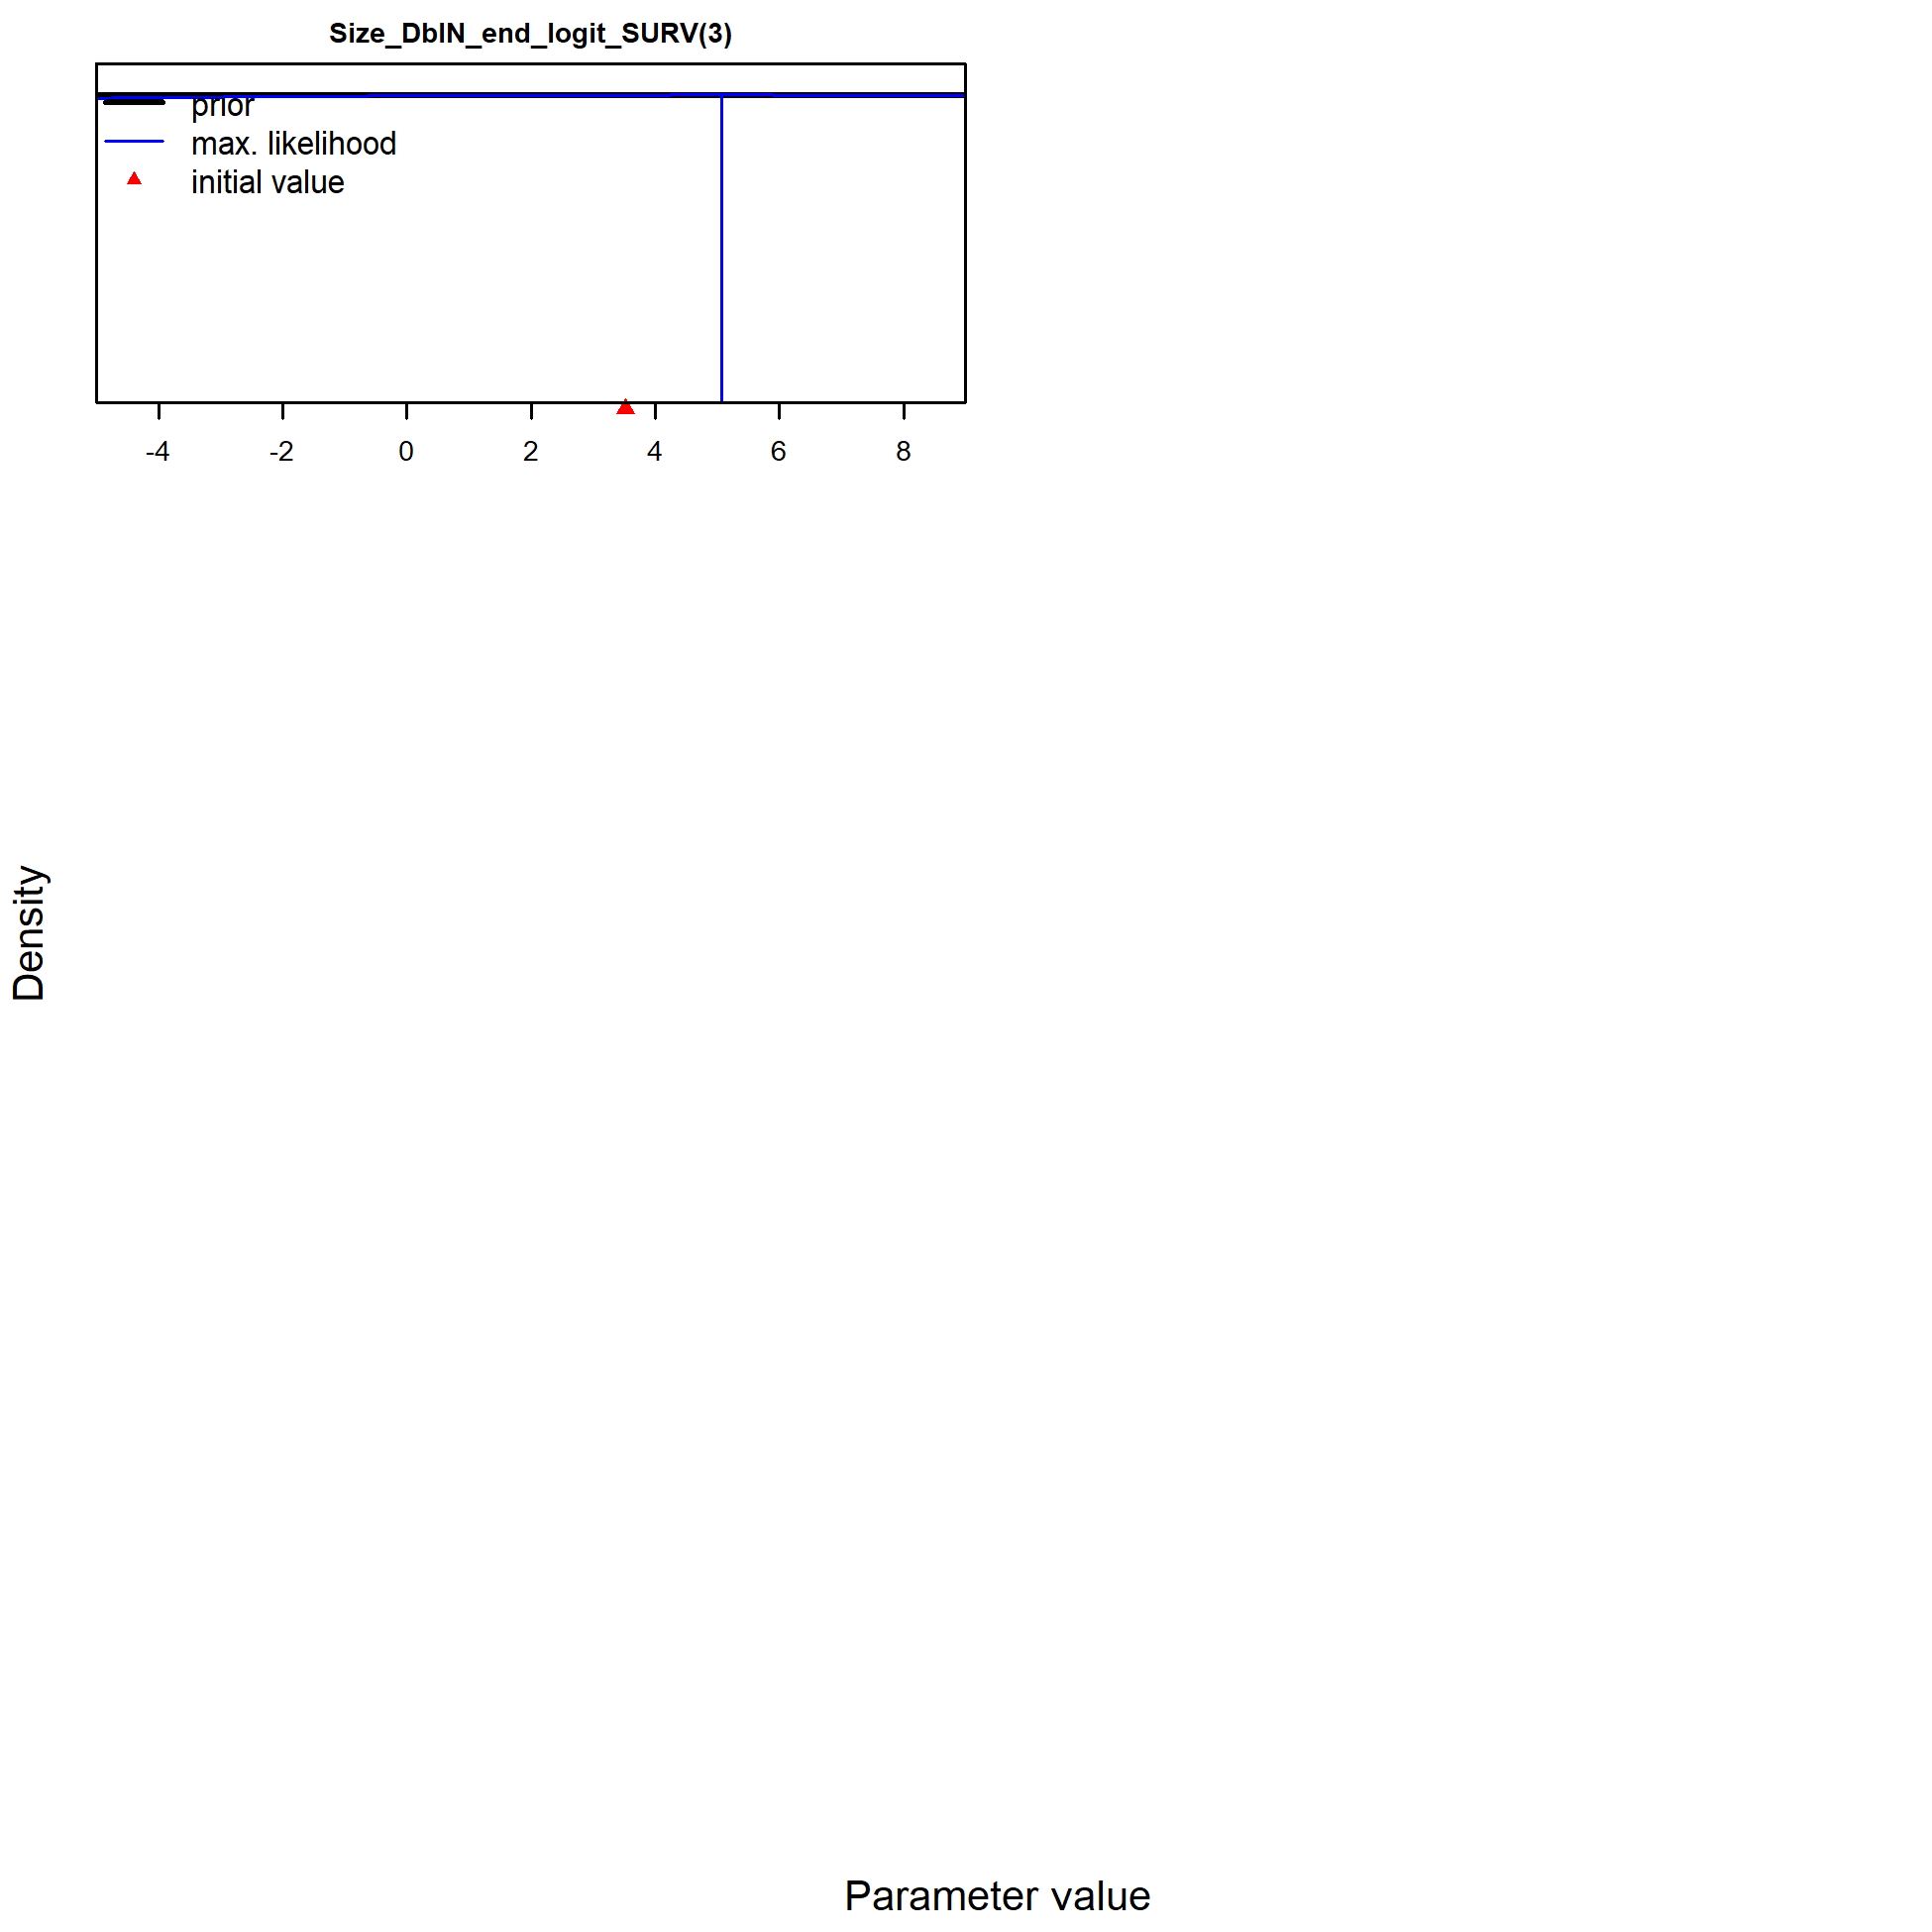 Size_DblN_end_logit_SURV(3)
prior
max. likelihood
initial value
-4 -2 0 2 4 6 8
Density
Parameter value